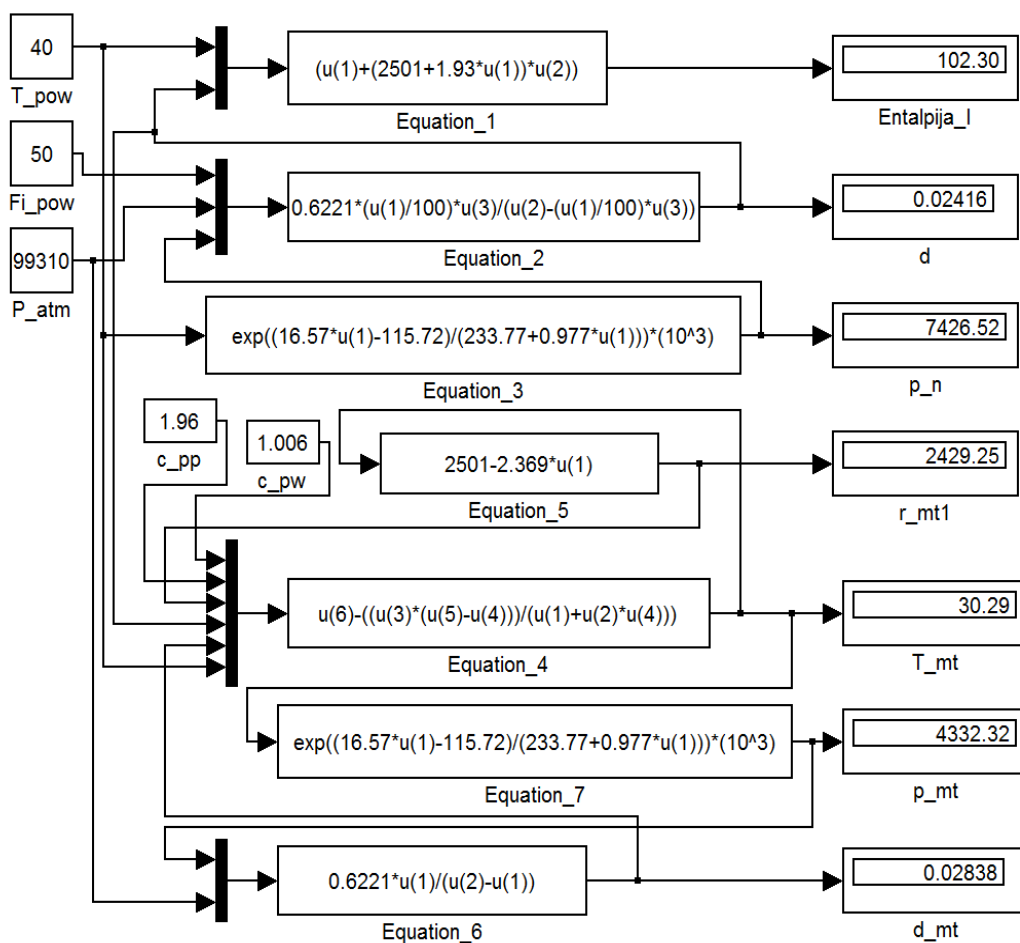 40
T_pow
(u(1)+(2501+1.93*u(1))*u(2))
Equation_1
102.30
Entalpija_I
50
Fi_pow
0.6221*(u(1)/100)*u(3)/(u(2)-(u(1)/100)*u(3))
Equation_2
0.02416
d
99310
P_atm
exp((16.57*u(1)-115.72)/(233.77+0.977*u(1)))*(10^3)
Equation_3
7426.52
p_n
1.96
c_pp
1.006
c_pw
2501-2.369*u(1)
Equation_5
2429.25
r_mt1
u(6)-((u(3)*(u(5)-u(4)))/(u(1)+u(2)*u(4)))
Equation_4
30.29
T_mt
exp((16.57*u(1)-115.72)/(233.77+0.977*u(1)))*(10^3)
Equation_7
4332.32
p_mt
0.6221*u(1)/(u(2)-u(1))
Equation_6
0.02838
d_mt